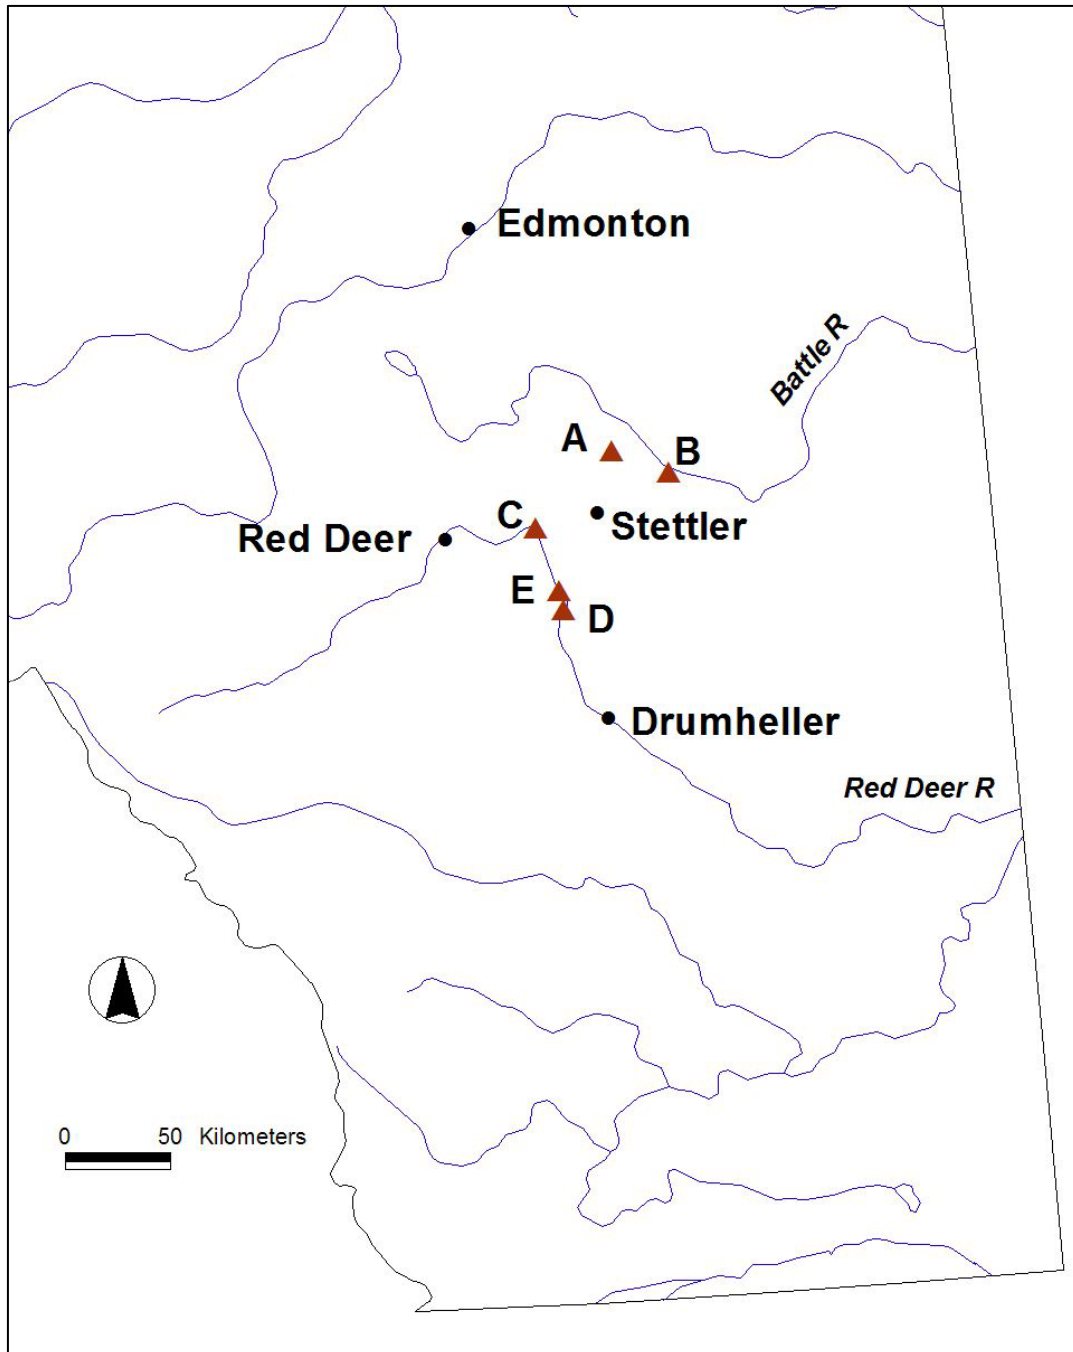 Edmonton
Battle R
A
B
C
Stettler
Red Deer
E
D
Drumheller
Red Deer R
0 50 Kilometers